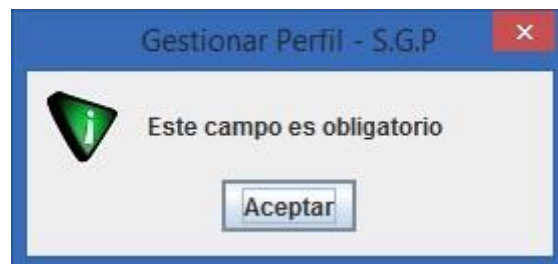 Gestionar Perfil - S.G.P
Este campo es obligatorio
Aceptar